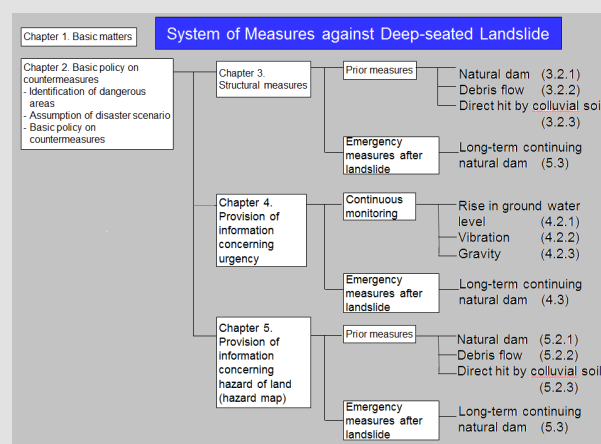 System of Measures against Deep-seated Landslide
Chapter 1. Basic matters
Chapter 2. Basic policy on
countermeasures
- Identification of dangerous
areas
- Assumption of disaster scenario
- Basic policy on
countermeasures
Chapter 3.
Structural measures
Prior measures
Natural dam (3.2.1)
Debris flow (3.2.2)
Direct hit by colluvial soil
(3.2.3)
Emergency
measures after
landslide
Long-term continuing
natural dam (5.3)
Chapter 4.
Provision of
information
concerning
urgency
Continuous
monitoring
Rise in ground water
level (4.2.1)
Vibration (4.2.2)
Gravity (4.2.3)
Emergency
measures after
landslide
Long-term continuing
natural dam (4.3)
Chapter 5.
Provision of
information
concerning
hazard of land
(hazard map)
Prior measures
Natural dam (5.2.1)
Debris flow (5.2.2)
Direct hit by colluvial soil
(5.2.3)
Emergency
measures after
landslide
Long-term continuing
natural dam (5.3)